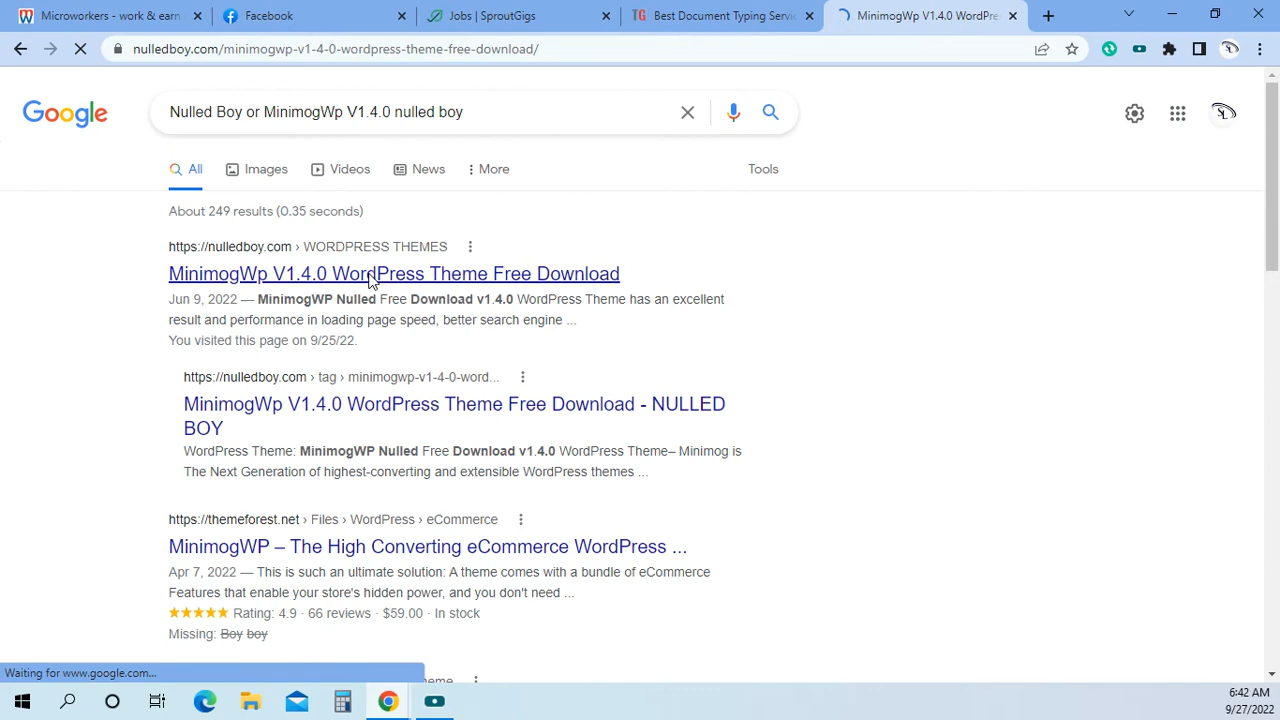 Microworkers - work & earn
Facebook
Jobs | SproutGigs
TG Best Document Typing Servic
MinimogWp V1.4.0 WordPre
nulledboy.com/minimogwp-v1-4-0-wordpress-theme-free-download/
Google
Nulled Boy or MinimogWp V1.4.0 nulled boy
All
Images
Videos
News
More
Tools
About 249 results (0.35 seconds)
https://nulledboy.com › WORDPRESS THEMES
MinimogWp V1.4.0 WordPress Theme Free Download
Jun 9, 2022 — MinimogWP Nulled Free Download v1.4.0 WordPress Theme has an excellent
result and performance in loading page speed, better search engine ...
You visited this page on 9/25/22.
https://nulledboy.com › tag › minimogwp-v1-4-0-word...
MinimogWp V1.4.0 WordPress Theme Free Download - NULLED
BOY
WordPress Theme: MinimogWP Nulled Free Download v1.4.0 WordPress Theme– Minimog is
The Next Generation of highest-converting and extensible WordPress themes ...
https://themeforest.net › Files › WordPress › eCommerce
MinimogWP – The High Converting eCommerce WordPress ...
Apr 7, 2022 — This is such an ultimate solution: A theme comes with a bundle of eCommerce
Features that enable your store's hidden power, and you don't need ...
Rating: 4.9 · 66 reviews · $59.00 · In stock
Missing: Boy boy
Waiting for www.google.com...
6:42 AM
9/27/2022